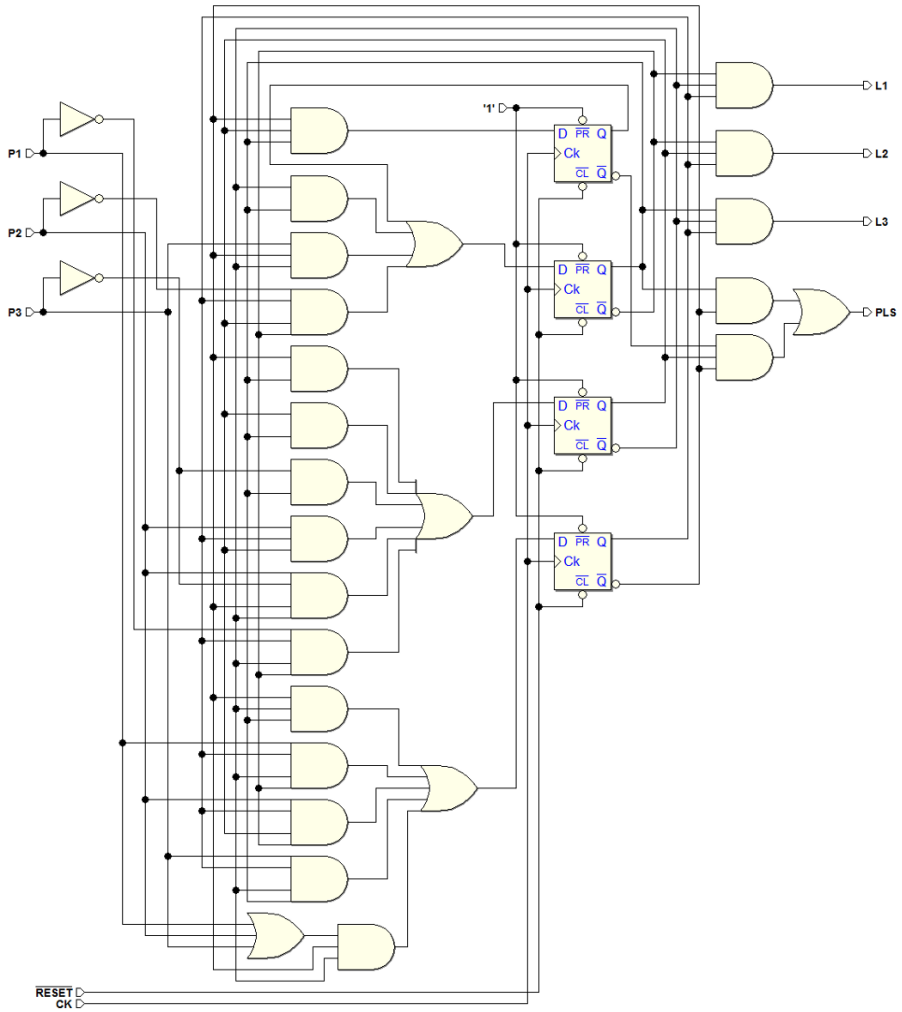 L1
'1'
D PR Q
P1
Ck
L2
CL Q
L3
P2
D PR Q
Ck
P3
CL Q
PLS
D PR Q
Ck
CL Q
D PR Q
Ck
CL Q
RESET
CK